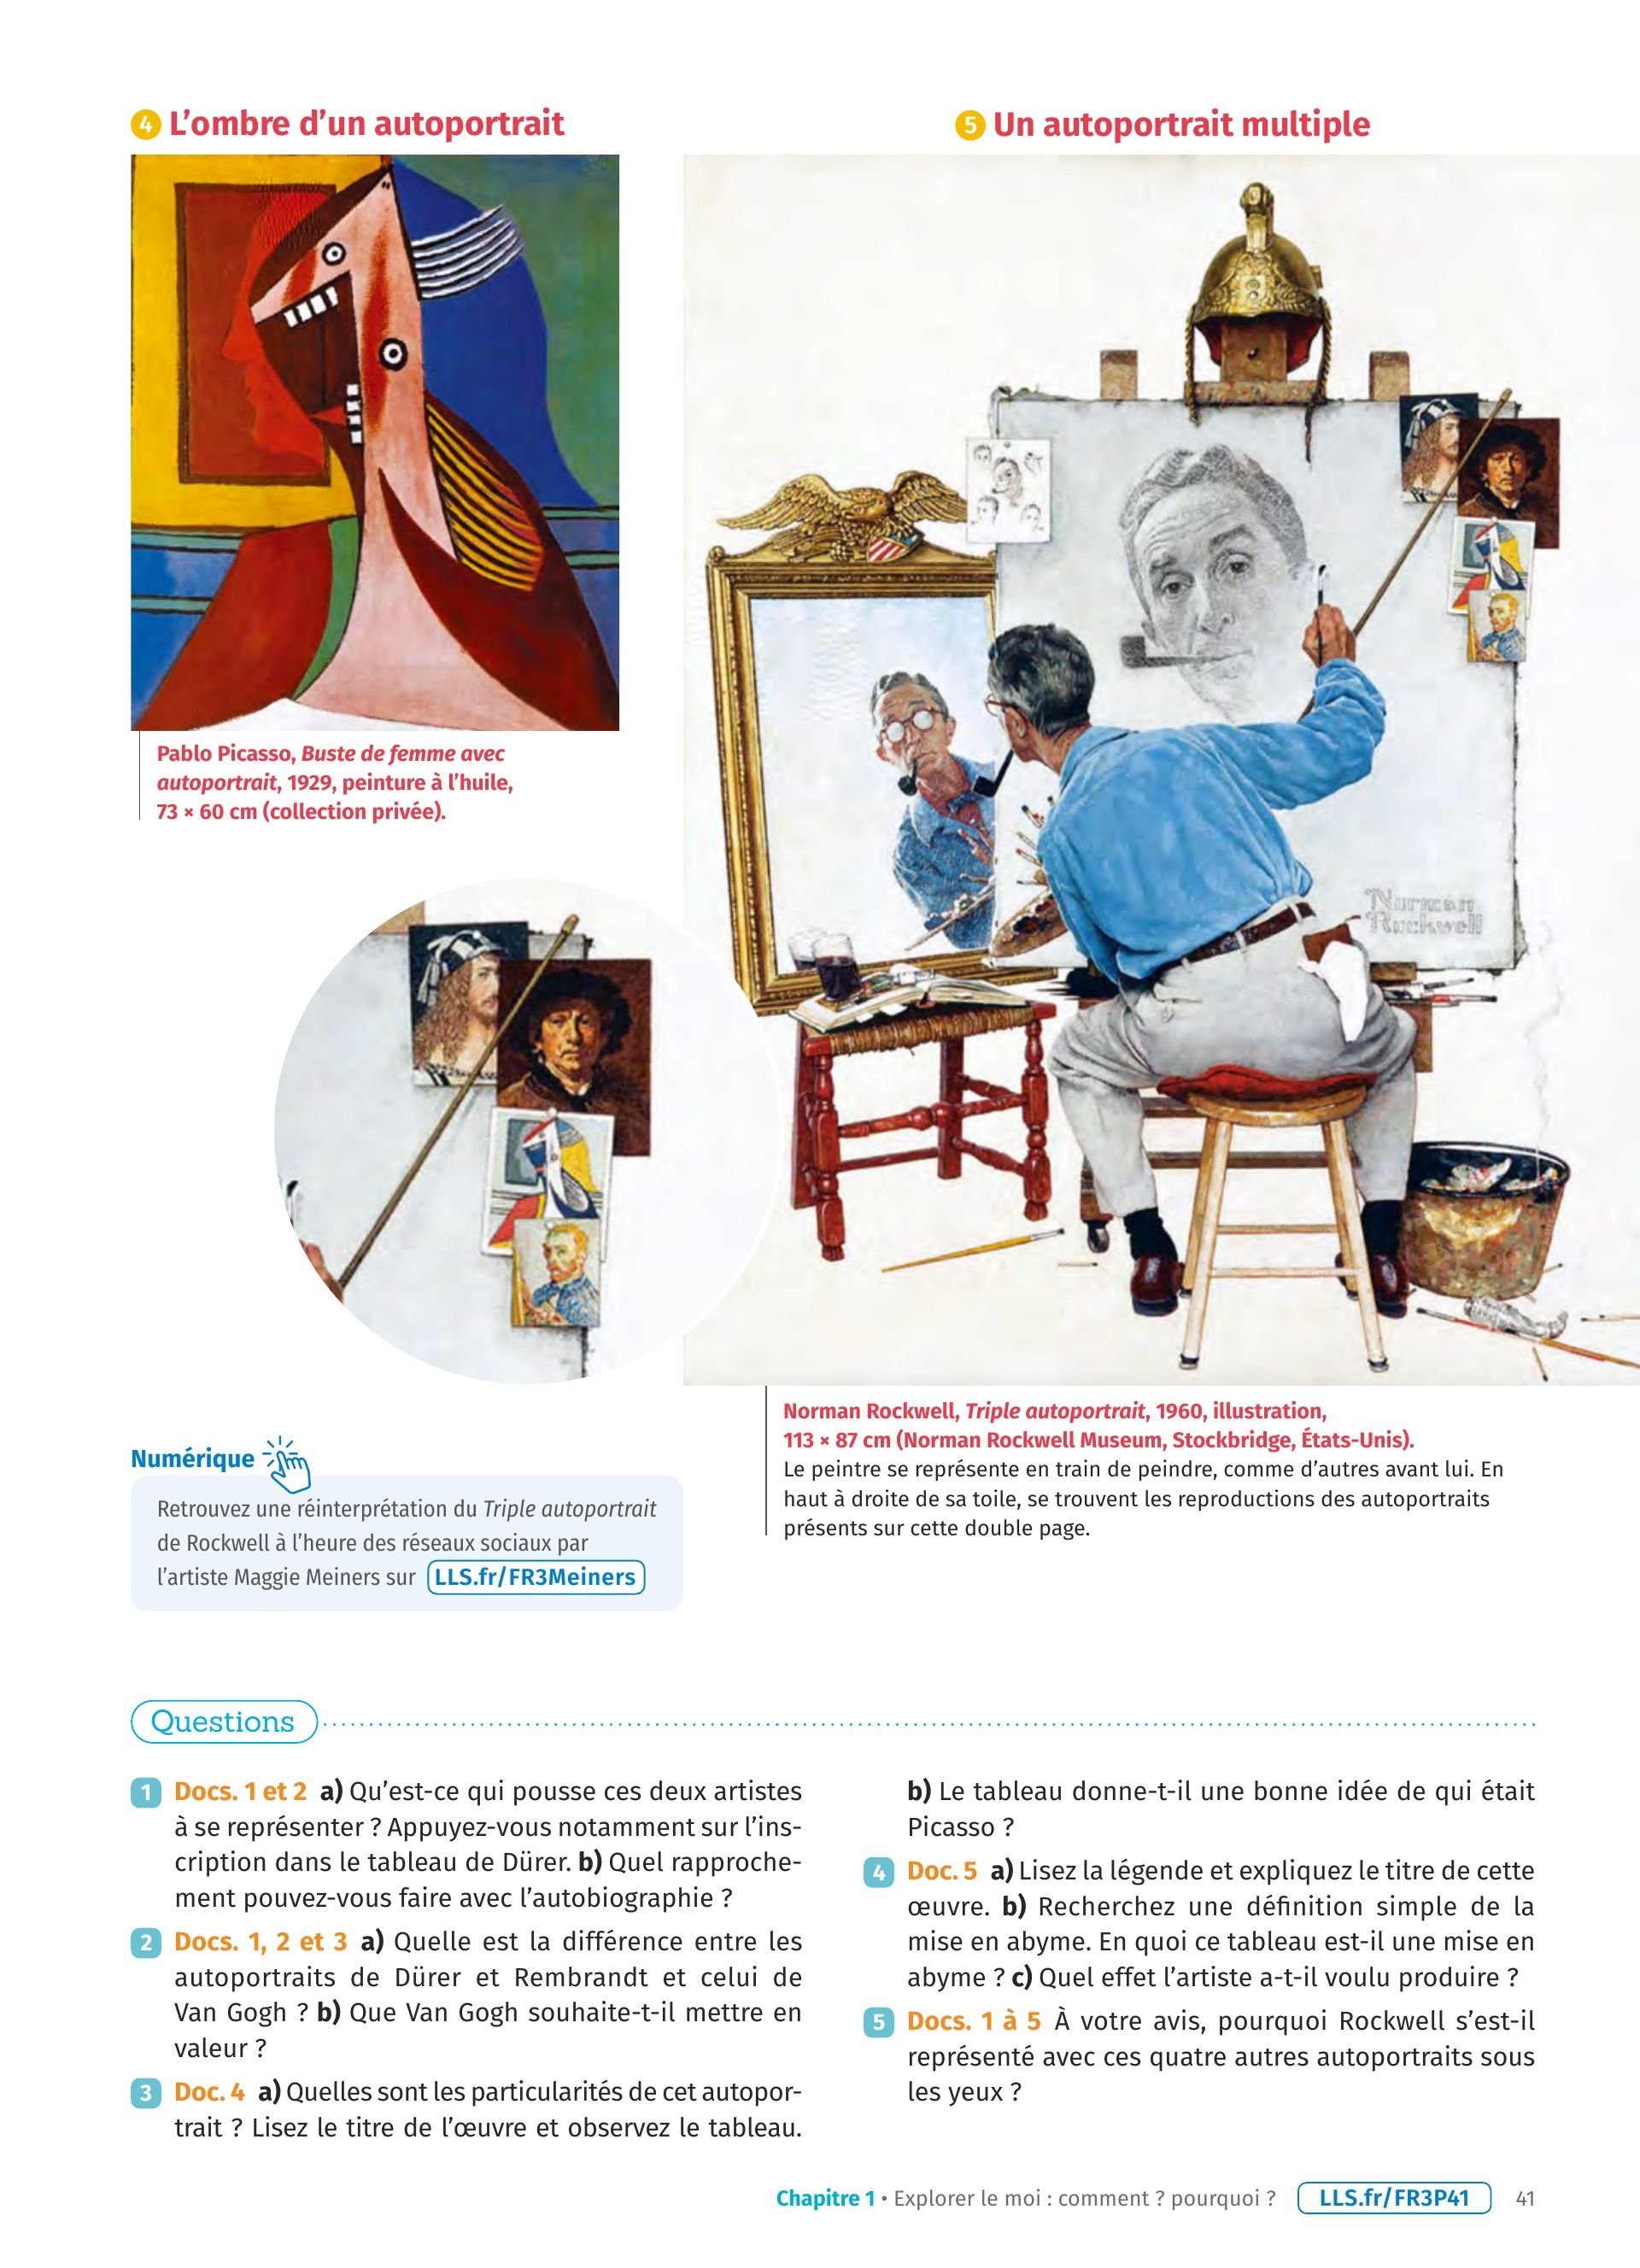 4 L’ombre d’un autoportrait
5 Un autoportrait multiple
Pablo Picasso, Buste de femme avec
autoportrait, 1929, peinture à l’huile,
73 × 60 cm (collection privée).
Norman
Rockwell
Norman Rockwell, Triple autoportrait, 1960, illustration,
113 × 87 cm (Norman Rockwell Museum, Stockbridge, États-Unis).
Le peintre se représente en train de peindre, comme d’autres avant lui. En
haut à droite de sa toile, se trouvent les reproductions des autoportraits
présents sur cette double page.
Numérique
Retrouvez une réinterprétation du Triple autoportrait
de Rockwell à l’heure des réseaux sociaux par
l’artiste Maggie Meiners sur LLS.fr/FR3Meiners
Questions
1 Docs. 1 et 2 a) Qu’est-ce qui pousse ces deux artistes
à se représenter ? Appuyez-vous notamment sur l’ins-
cription dans le tableau de Dürer. b) Quel rapproche-
ment pouvez-vous faire avec l’autobiographie ?
2 Docs. 1, 2 et 3 a) Quelle est la différence entre les
autoportraits de Dürer et Rembrandt et celui de
Van Gogh ? b) Que Van Gogh souhaite-t-il mettre en
valeur ?
3 Doc. 4 a) Quelles sont les particularités de cet autopor-
trait ? Lisez le titre de l’œuvre et observez le tableau.
b) Le tableau donne-t-il une bonne idée de qui était
Picasso ?
4 Doc. 5 a) Lisez la légende et expliquez le titre de cette
œuvre. b) Recherchez une définition simple de la
mise en abyme. En quoi ce tableau est-il une mise en
abyme ? c) Quel effet l’artiste a-t-il voulu produire ?
5 Docs. 1 à 5 À votre avis, pourquoi Rockwell s’est-il
représenté avec ces quatre autres autoportraits sous
les yeux ?
Chapitre 1 • Explorer le moi : comment ? pourquoi ? LLS.fr/FR3P41 41